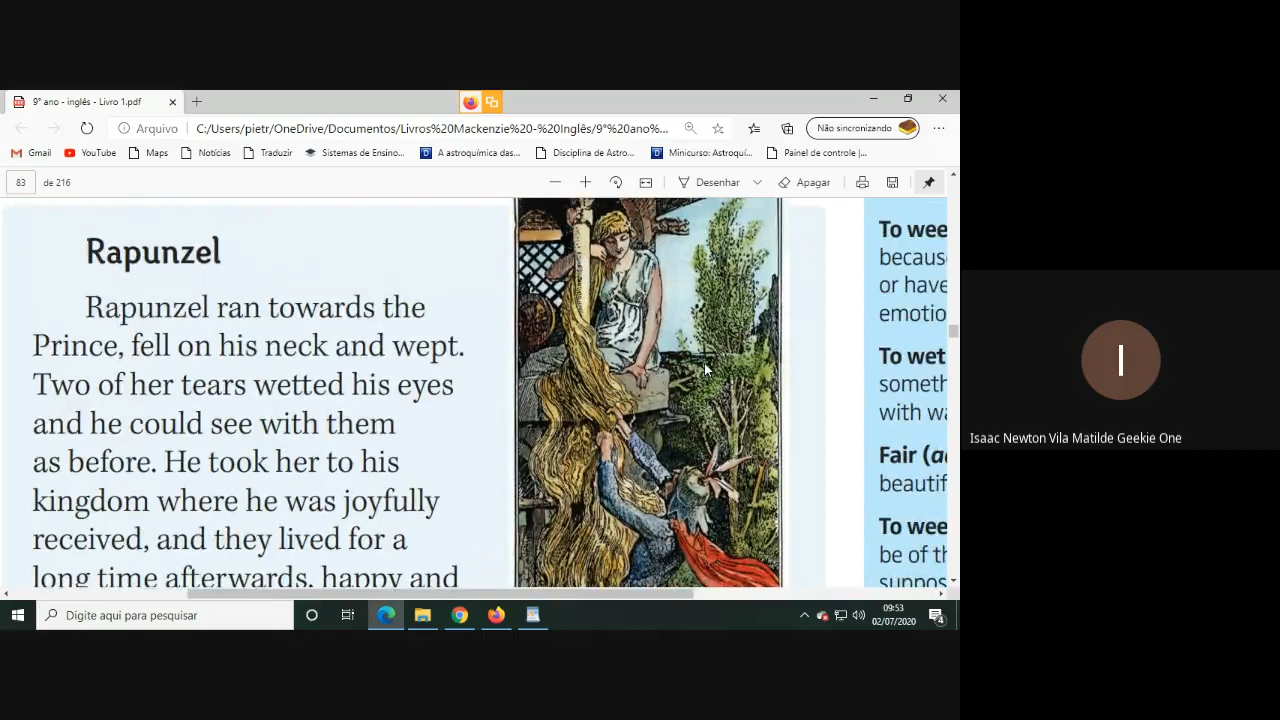 9° ano - inglês - Livro 1.pdf
Arquivo
C:/Users/pietr/OneDrive/Documentos/Livros%20Mackenzie%20-%20Inglês/9°%20ano%...
Não sincronizando
Gmail
YouTube
Maps
Notícias
Traduzir
Sistemas de Ensino...
A astroquímica das...
Disciplina de Astro...
Minicurso: Astroquí...
Painel de controle |...
83
de 216
Desenhar
Apagar
Rapunzel
Rapunzel ran towards the
Prince, fell on his neck and wept.
Two of her tears wetted his eyes
and he could see with them
as before. He took her to his
kingdom where he was joyfully
received, and they lived for a
long time afterwards, happy and
To wee
becaus
or have
emotio
To wet
someth
with wa
Fair (a
beautif
To wee
be of th
suppos
I
Isaac Newton Vila Matilde Geekie One
Digite aqui para pesquisar
09:53
02/07/2020
4